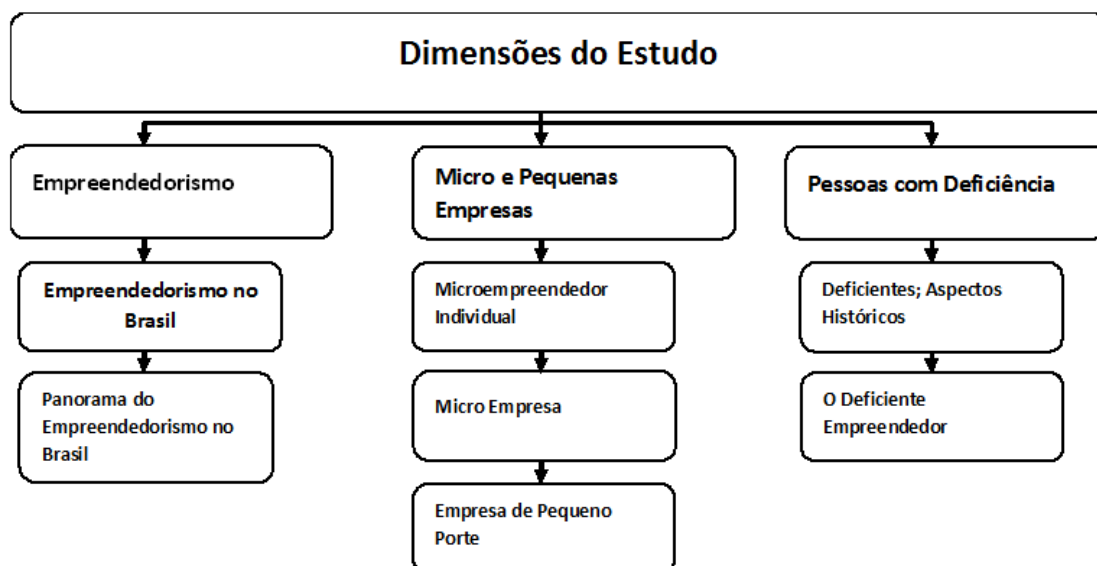 Dimensões do Estudo
Empreendedorismo
Micro e Pequenas
Empresas
Pessoas com Deficiência
Empreendedorismo no
Brasil
Microempreendedor
Individual
Deficientes; Aspectos
Históricos
Panorama do
Empreendedorismo no
Brasil
Micro Empresa
O Deficiente
Empreendedor
Empresa de Pequeno
Porte